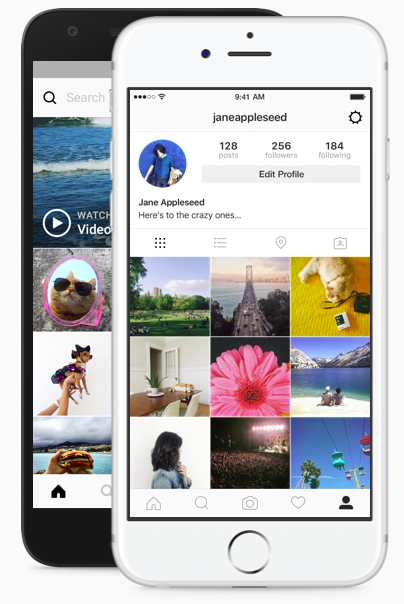 Search
WATCH
Video
9:41 AM
janeappleseed
128
posts
256
followers
184
following
Edit Profile
Jane Appleseed
Here's to the crazy ones...